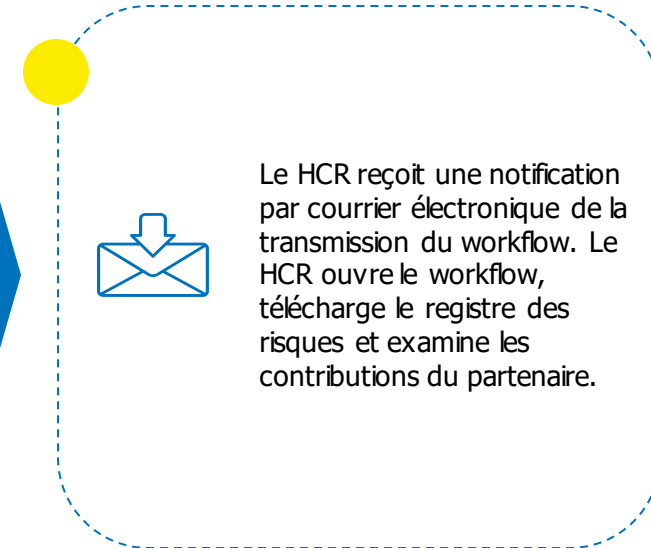 Le HCR reçoit une notification
par courrier électronique de la
transmission du workflow. Le
HCR ouvre le workflow,
télécharge le registre des
risques et examine les
contributions du partenaire.